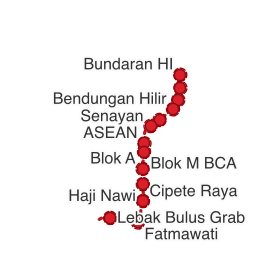 Bundaran HI
Bendungan Hilir
Senayan
ASEAN
Blok A
Blok M BCA
Cipete Raya
Haji Nawi
Lebak Bulus Grab
Fatmawati